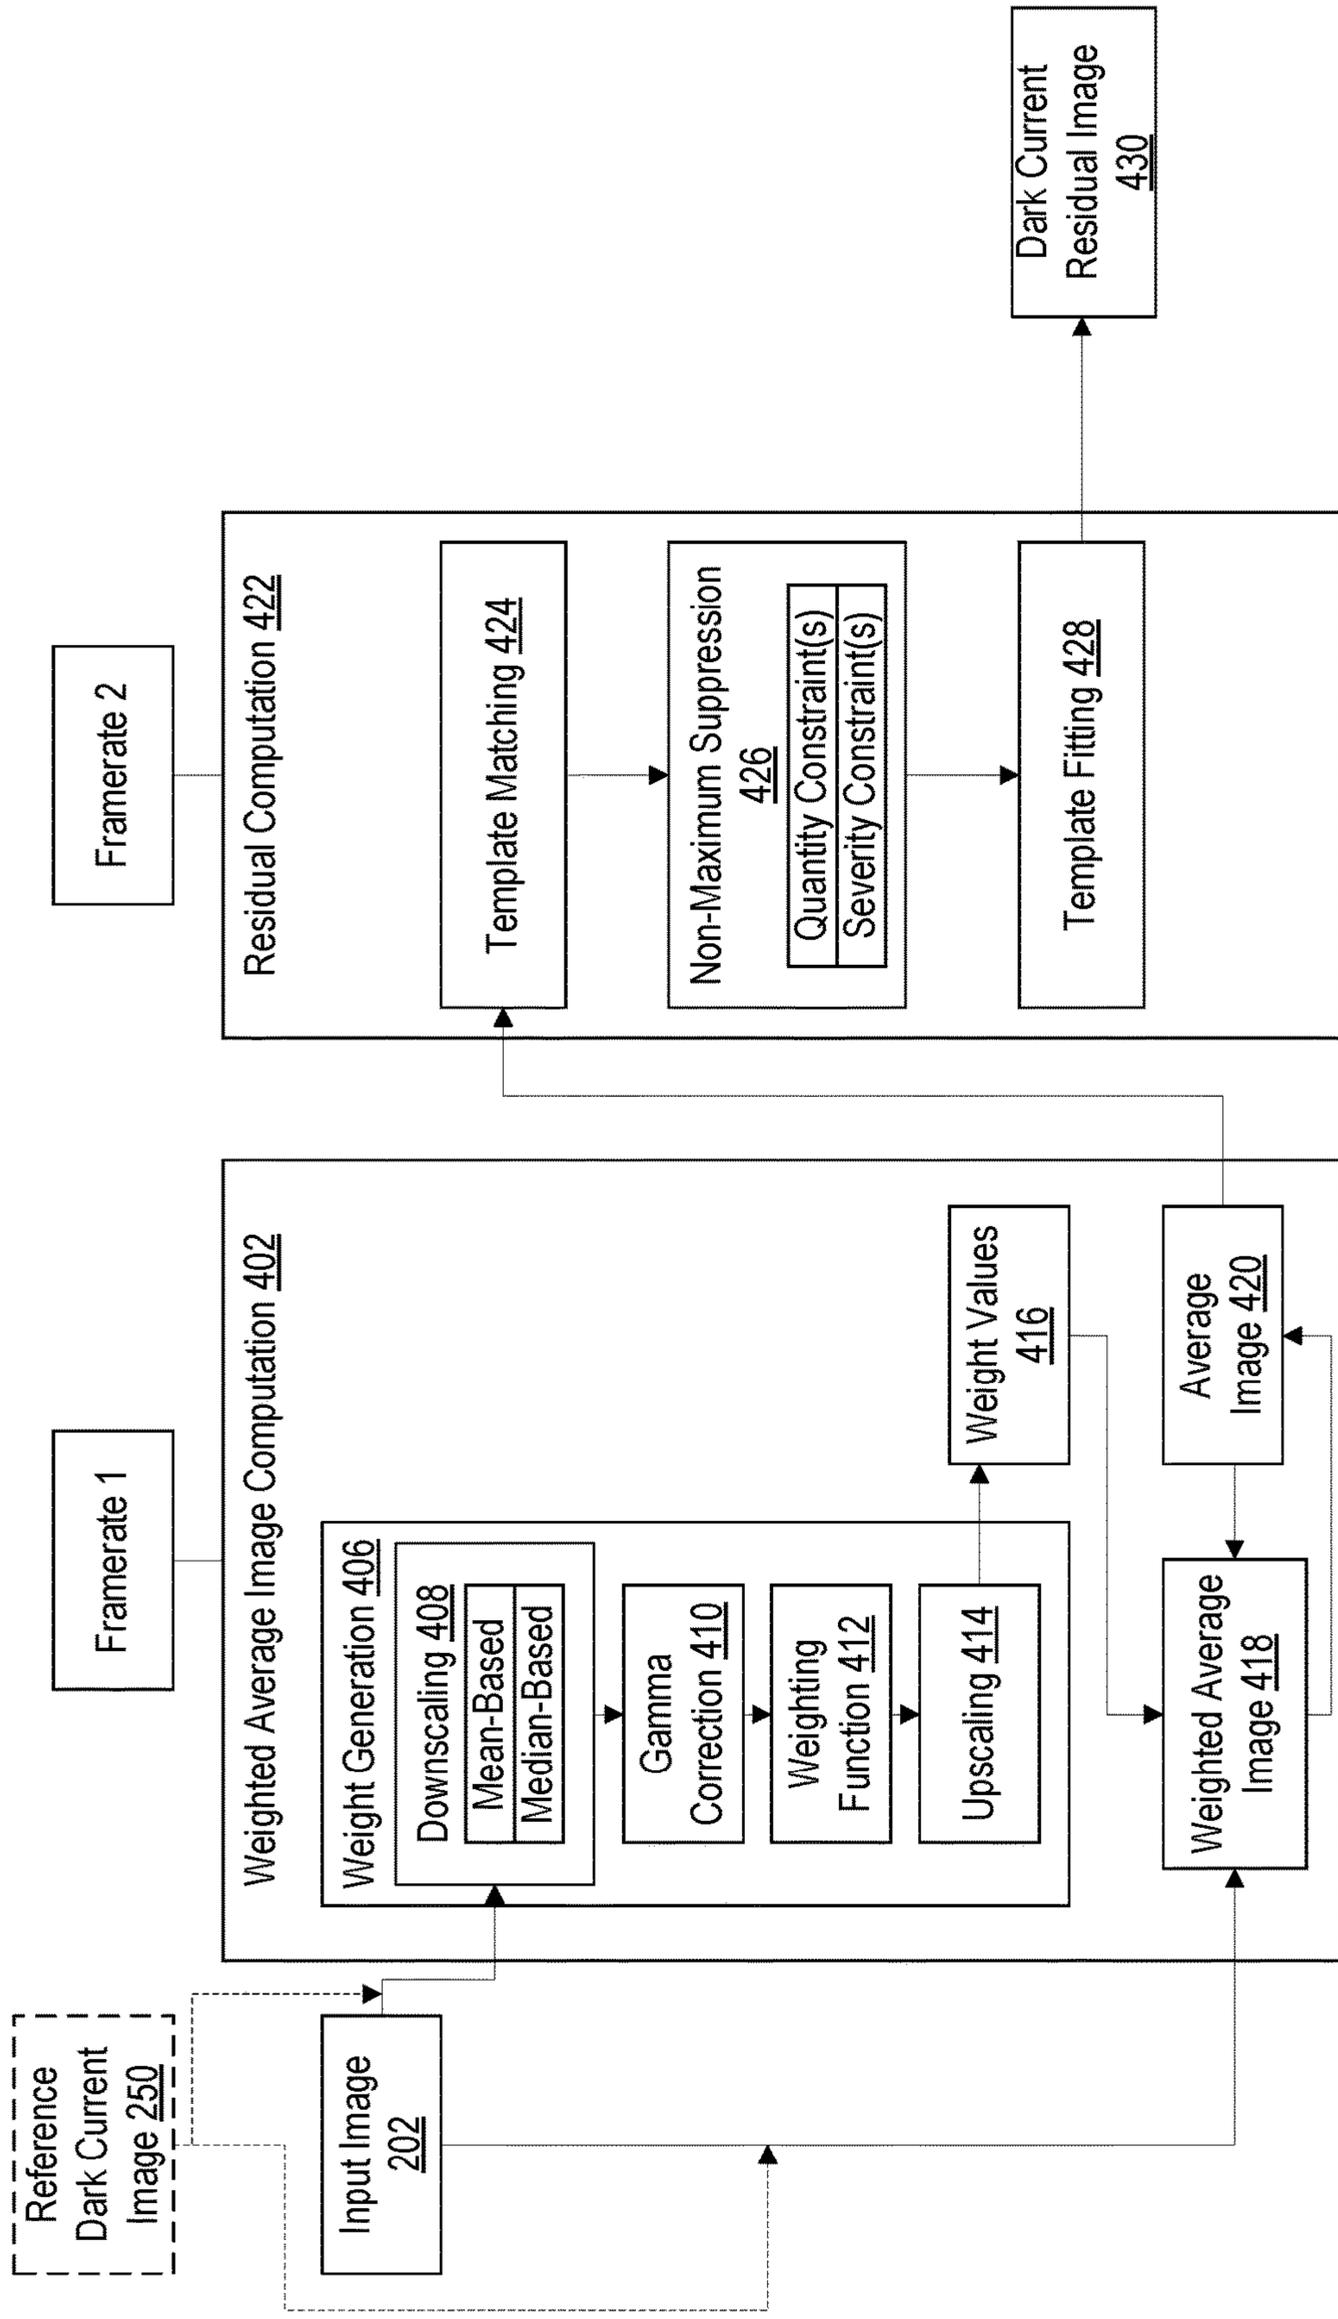 Reference
Dark Current
Image 250
Input Image
202
Framerate 1
Weighted Average Image Computation 402
Weight Generation 406
Downscaling 408
Mean-Based
Median-Based
Gamma
Correction 410
Weighting
Function 412
Upscaling 414
Weight Values
416
Weighted Average
Image 418
Average
Image 420
Framerate 2
Residual Computation 422
Template Matching 424
Non-Maximum Suppression
426
Quantity Constraint(s)
Severity Constraint(s)
Template Fitting 428
Dark Current
Residual Image
430